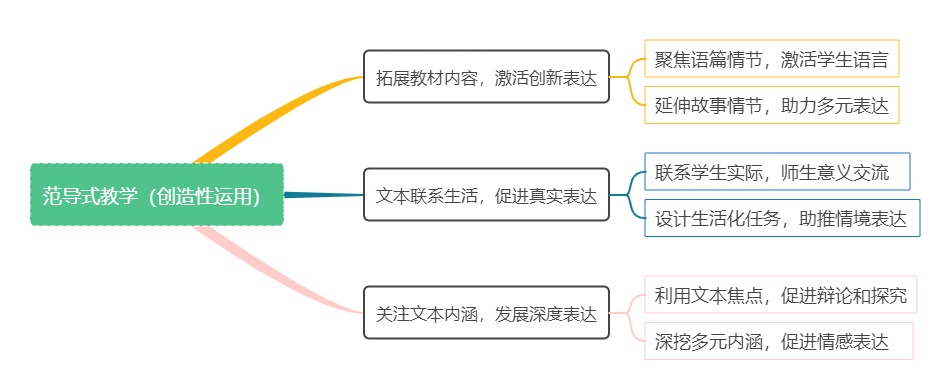 范导式教学（创造性运用）
拓展教材内容，激活创新表达
聚焦语篇情节，激活学生语言
延伸故事情节，助力多元表达
文本联系生活，促进真实表达
联系学生实际，师生意义交流
设计生活化任务，助推情境表达
关注文本内涵，发展深度表达
利用文本焦点，促进辩论和探究
深挖多元内涵，促进情感表达